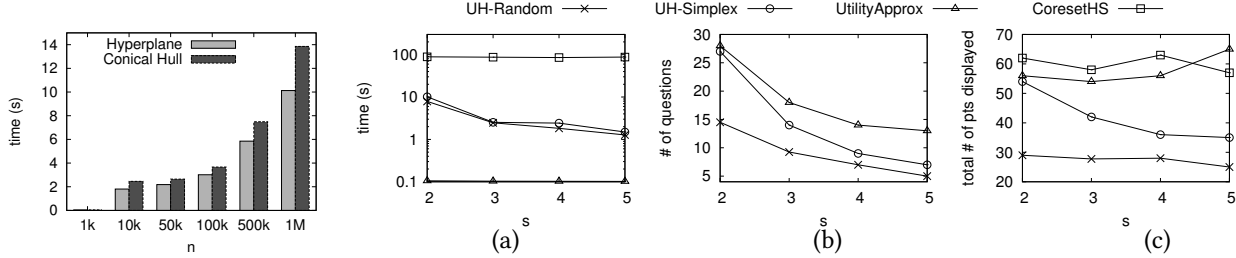 time (s)
14
12
10
8
6
4
2
0
Hyperplane
Conical Hull
1k 10k 50k 100k 500k 1M
n
UH-Random UH-Simplex UtilityApprox CoresetHS
time (s)
100
10
1
0.1
2 3 4 5
s
(a)
# of questions
30
25
20
15
10
5
2 3 4 5
s
(b)
total # of pts displayed
70
60
50
40
30
20
2 3 4 5
s
(c)